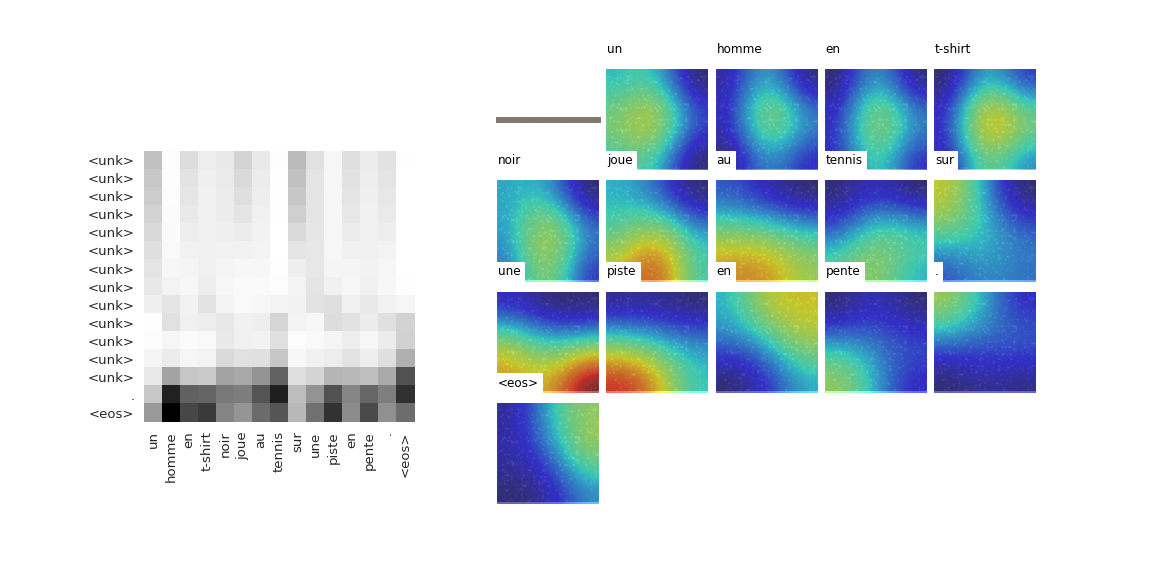 un homme en t-shirt
noir joue au tennis sur
une piste en pente .
<eos>
<unk>
<unk>
<unk>
<unk>
<unk>
<unk>
<unk>
<unk>
<unk>
<unk>
<unk>
<unk>
<unk>
.
<eos>
un homme en t-shirt noir joue au tennis sur une piste en pente . <eos>